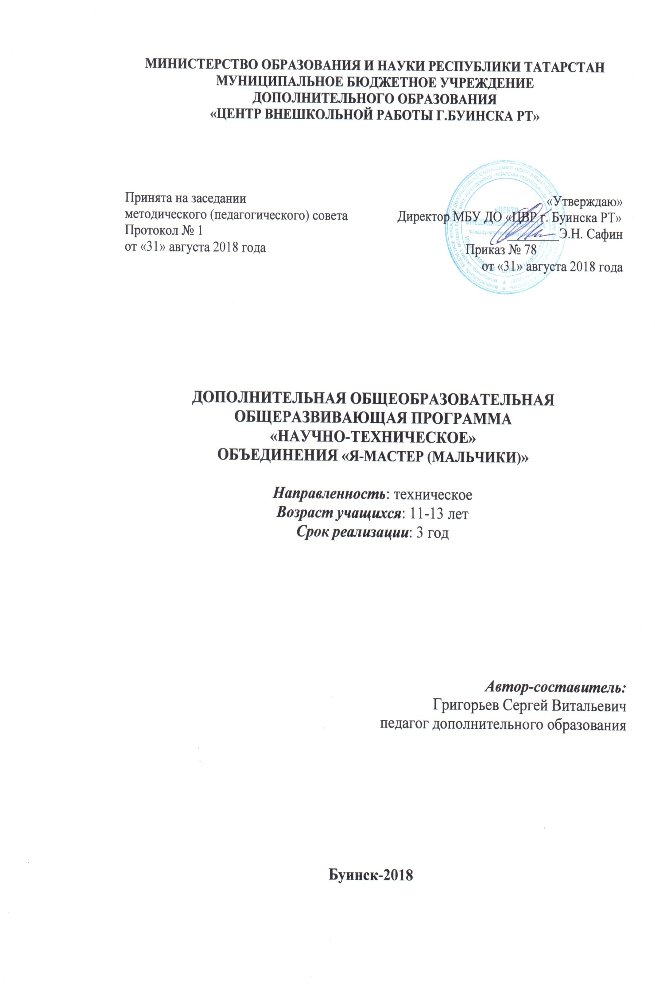 МИНИСТЕРСТВО ОБРАЗОВАНИЯ И НАУКИ РЕСПУБЛИКИ ТАТАРСТАН
МУНИЦИПАЛЬНОЕ БЮДЖЕТНОЕ УЧРЕЖДЕНИЕ
ДОПОЛНИТЕЛЬНОГО ОБРАЗОВАНИЯ
«ЦЕНТР ВНЕШКОЛЬНОЙ РАБОТЫ Г.БУИНСКА РТ»
Принята на заседании
методического (педагогического) совета
Протокол № 1
от «31» августа 2018 года
«Утверждаю»
Директор МБУ ДО «ЦВР г. Буинска РТ»
Э.Н. Сафин
Приказ № 78
от «31» августа 2018 года
ДОПОЛНИТЕЛЬНАЯ ОБЩЕОБРАЗОВАТЕЛЬНАЯ
ОБЩЕРАЗВИВАЮЩАЯ ПРОГРАММА
«НАУЧНО-ТЕХНИЧЕСКОЕ»
ОБЪЕДИНЕНИЯ «Я-МАСТЕР (МАЛЬЧИКИ)»
Направленность: техническое
Возраст учащихся: 11-13 лет
Срок реализации: 3 год
Автор-составитель:
Григорьев Сергей Витальевич
педагог дополнительного образования
Буинск-2018